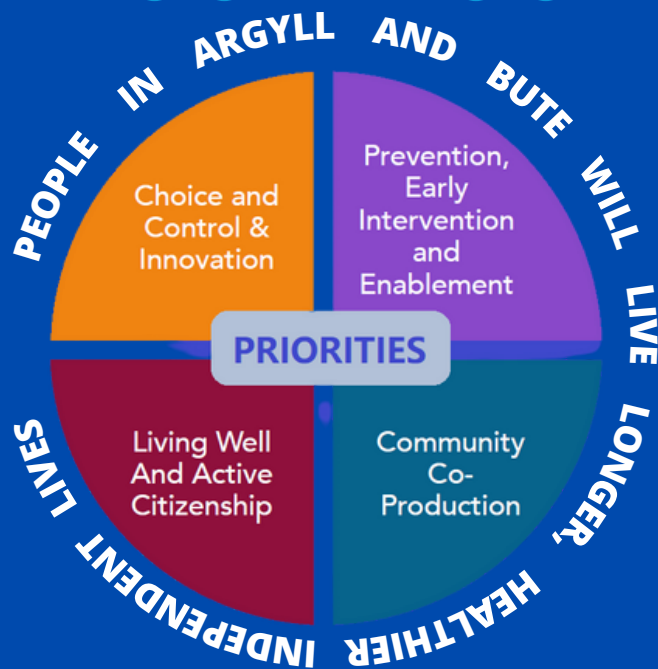 PEOPLE IN ARGYLL AND BUTE WILL LIVE LONGER, HEALTHIER INDEPENDENT LIVES
Choice and
Control &
Innovation
Prevention,
Early
Intervention
and
Enablement
PRIORITIES
Living Well
And Active
Citizenship
Community
Co-
Production